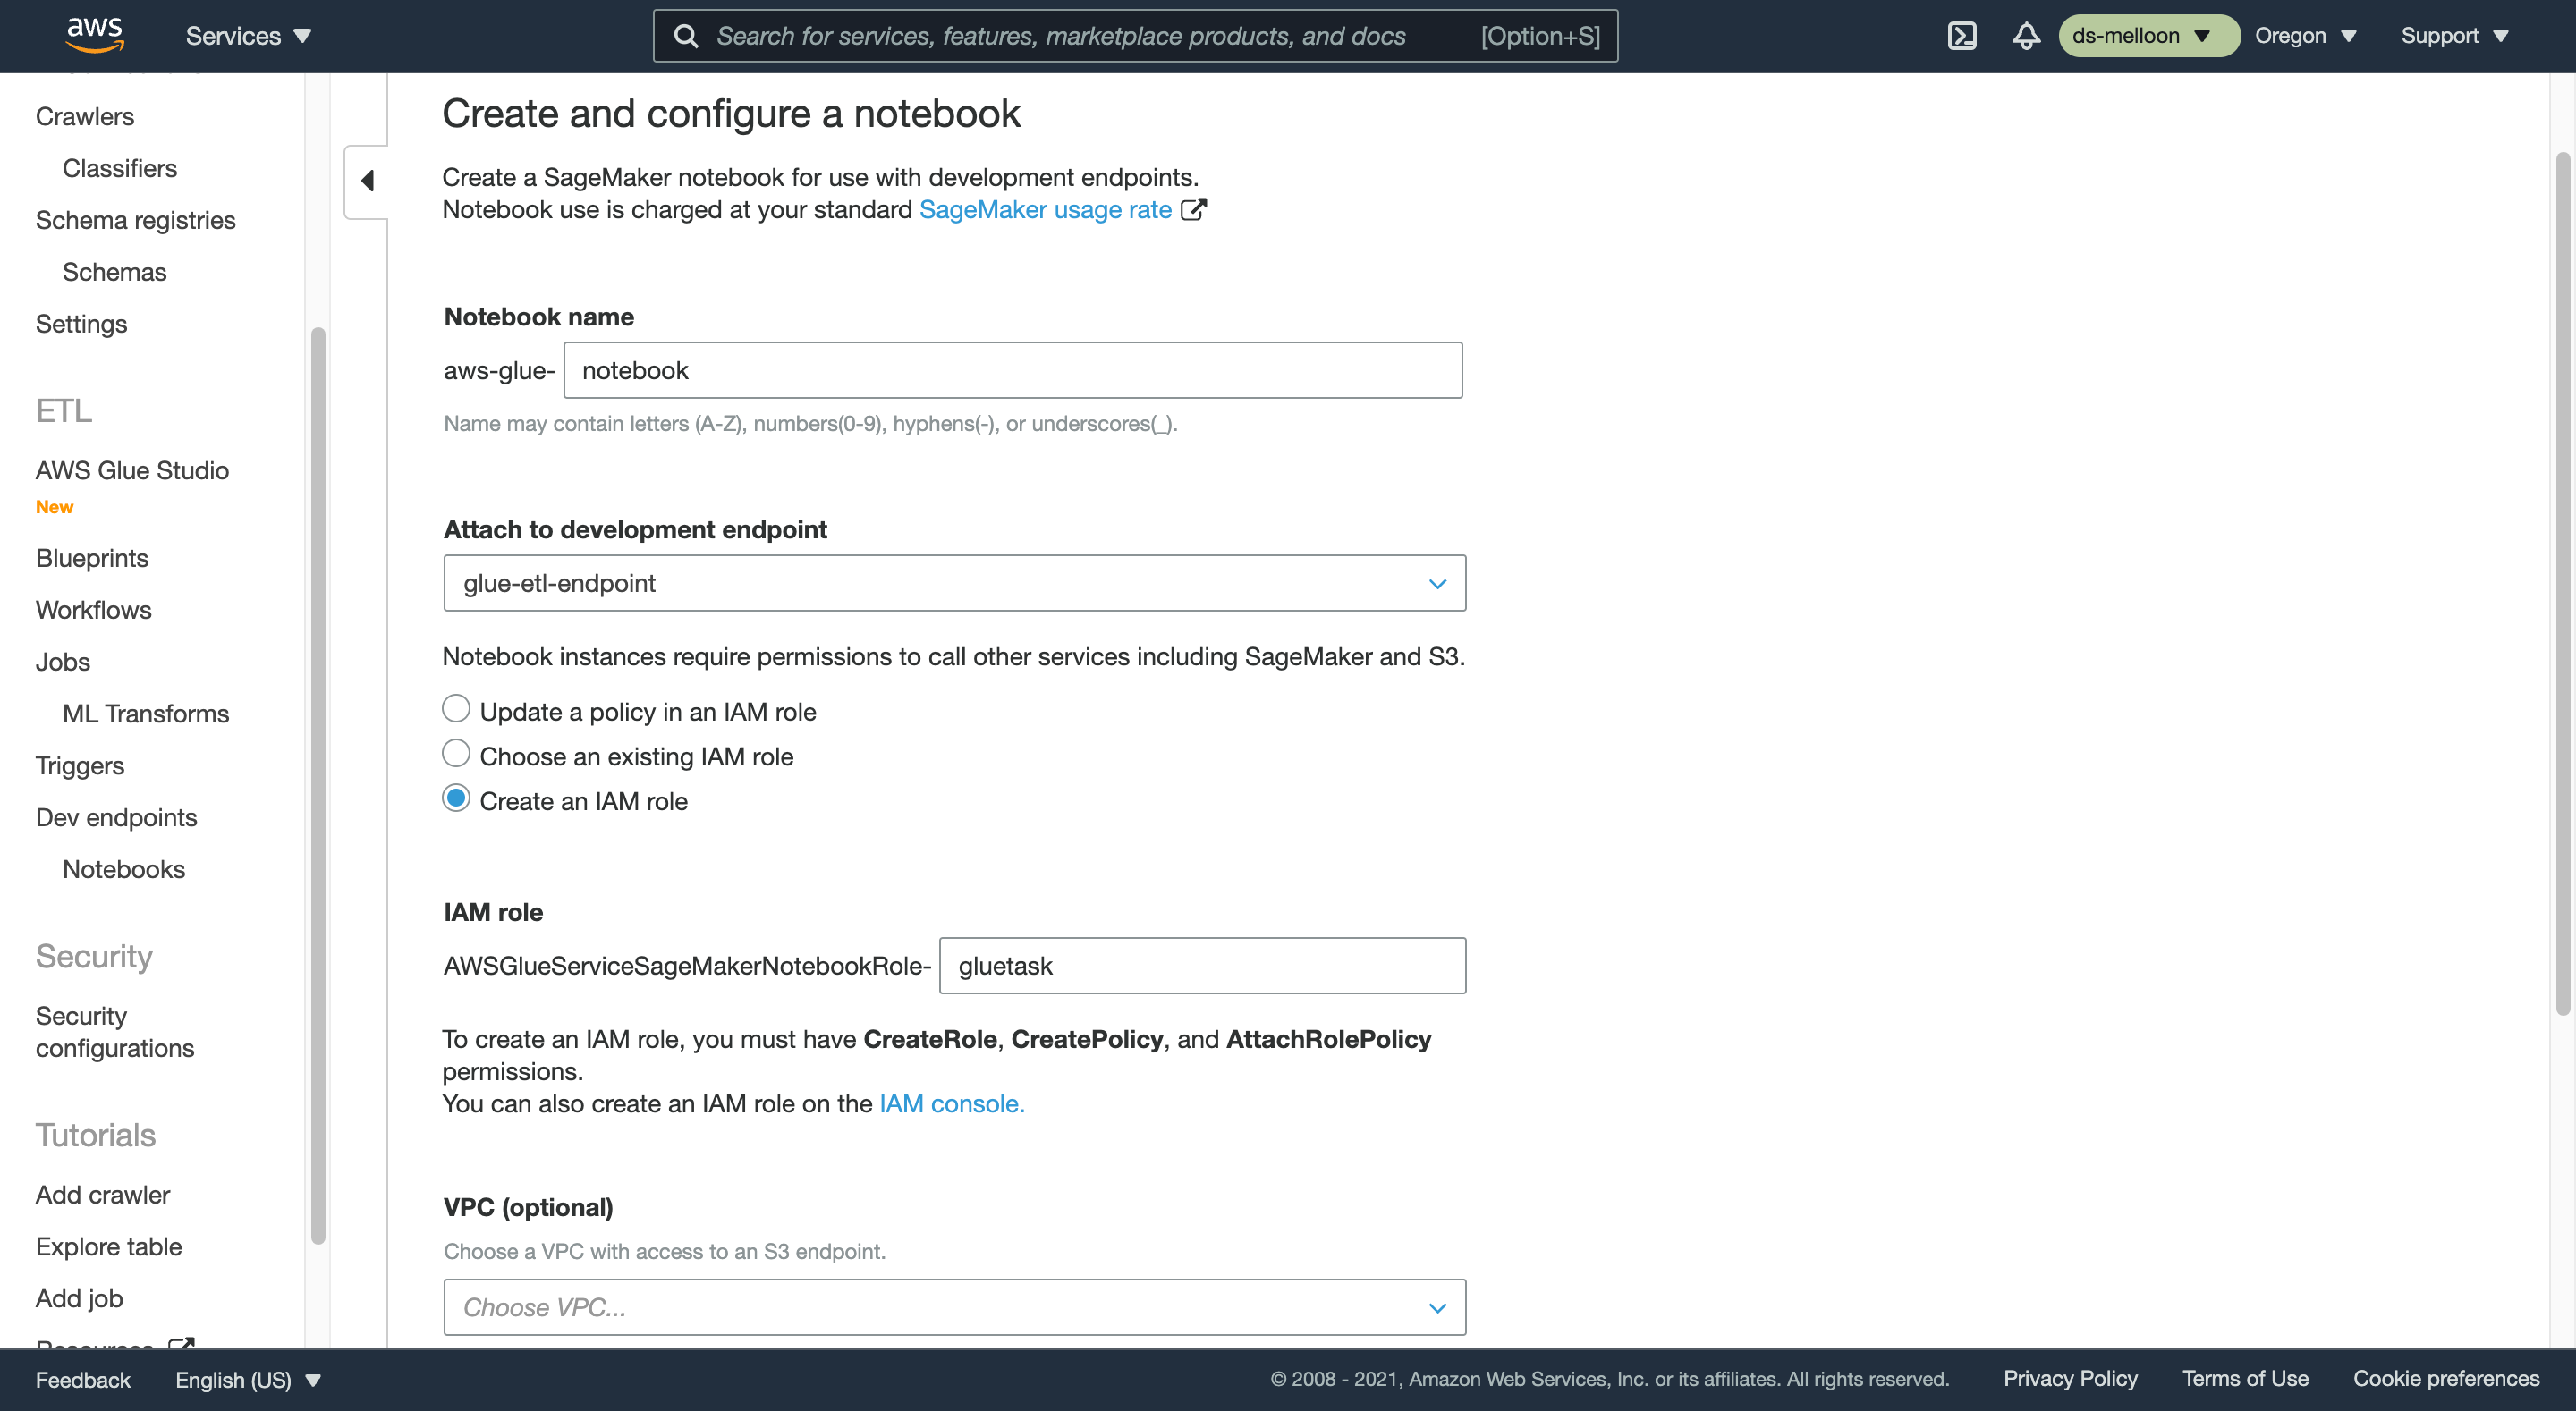 aws
Services
Search for services, features, marketplace products, and docs
[Option+S]
ds-melloon
Oregon
Support
Crawlers
Classifiers
Schema registries
Schemas
Settings
ETL
AWS Glue Studio
New
Blueprints
Workflows
Jobs
ML Transforms
Triggers
Dev endpoints
Notebooks
Security
Security
configurations
Tutorials
Add crawler
Explore table
Add job
Resources
Create and configure a notebook
Create a SageMaker notebook for use with development endpoints.
Notebook use is charged at your standard SageMaker usage rate
Notebook name
aws-glue- notebook
Name may contain letters (A-Z), numbers(0-9), hyphens(-), or underscores(_).
Attach to development endpoint
glue-etl-endpoint
Notebook instances require permissions to call other services including SageMaker and S3.
Update a policy in an IAM role
Choose an existing IAM role
Create an IAM role
IAM role
AWSGlueServiceSageMakerNotebookRole- gluetask
To create an IAM role, you must have CreateRole, CreatePolicy, and AttachRolePolicy
permissions.
You can also create an IAM role on the IAM console.
VPC (optional)
Choose a VPC with access to an S3 endpoint.
Choose VPC...
Feedback
English (US)
© 2008 - 2021, Amazon Web Services, Inc. or its affiliates. All rights reserved.
Privacy Policy
Terms of Use
Cookie preferences